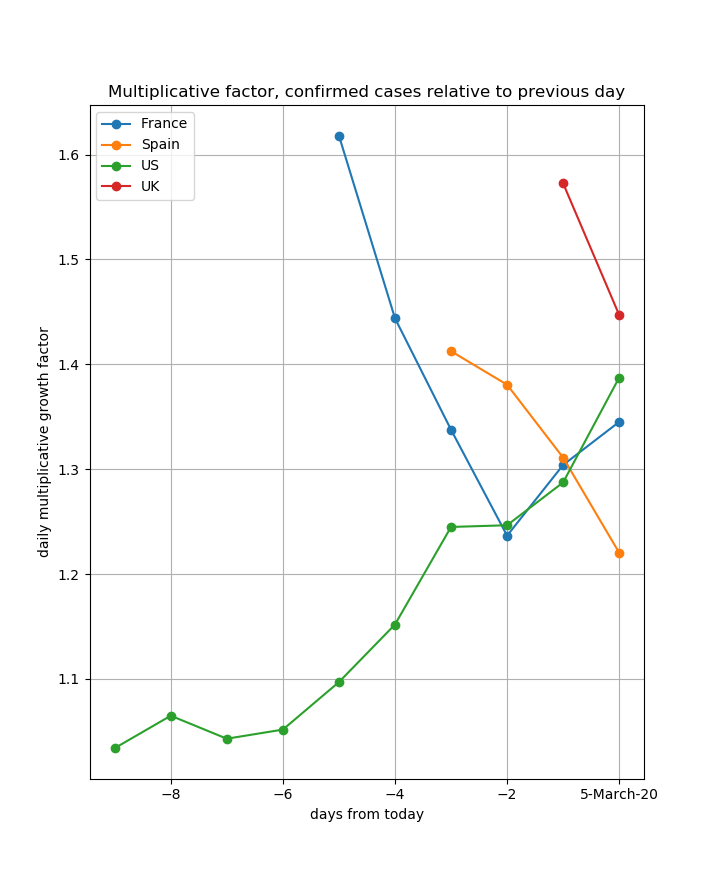 Multiplicative factor, confirmed cases relative to previous day
France
Spain
US
UK
1.6
1.5
1.4
1.3
1.2
1.1
daily multiplicative growth factor
−8
−6
−4
−2
5-March-20
days from today